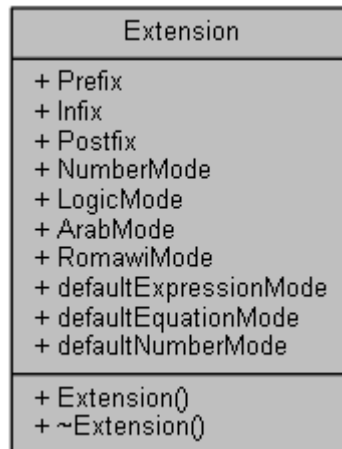 Extension
+ Prefix
+ Infix
+ Postfix
+ NumberMode
+ LogicMode
+ ArabMode
+ RomawiMode
+ defaultExpressionMode
+ defaultEquationMode
+ defaultNumberMode
+ Extension()
+ ~Extension()